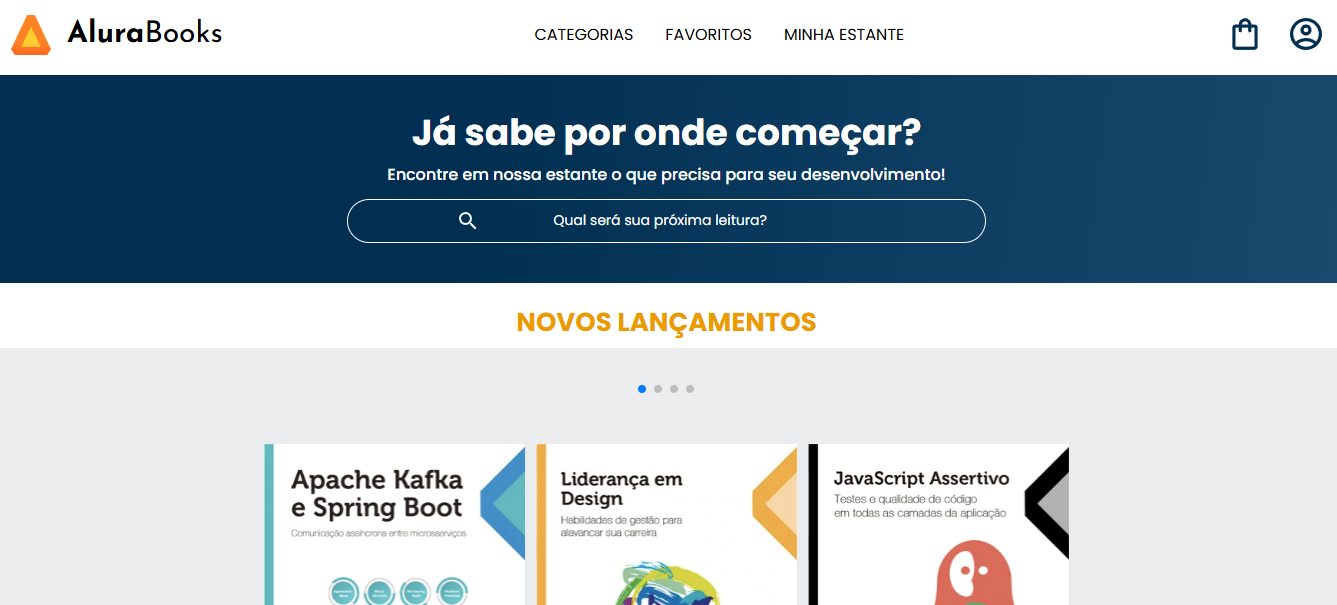 AluraBooks
CATEGORIAS FAVORITOS MINHA ESTANTE
Já sabe por onde começar?
Encontre em nossa estante o que precisa para seu desenvolvimento!
Qual será sua próxima leitura?
NOVOS LANÇAMENTOS
Apache Kafka
e Spring Boot
Comunicação assíncrona entre microsserviços
Liderança em
Design
Habilidades de gestão para
alavancar sua carreira
JavaScript Assertivo
Testes e qualidade de código
em todas as camadas da aplicação